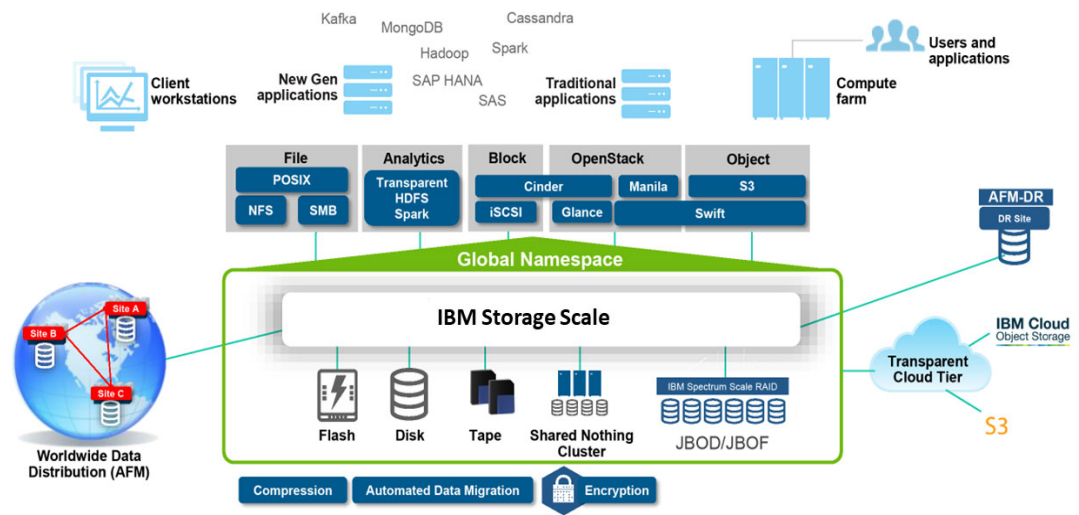 Kafka
MongoDB
Cassandra
Hadoop
Spark
SAP HANA
SAS
Client
workstations
New Gen
applications
Traditional
applications
Compute
farm
Users and
applications
File
Analytics
Block
OpenStack
Object
POSIX
NFS
SMB
Transparent
HDFS
Spark
Cinder
Manila
S3
iSCSI
Glance
Swift
AFM-DR
DR Site
Global Namespace
IBM Storage Scale
Site A
Site B
Site C
Worldwide Data
Distribution (AFM)
Flash
Disk
Tape
Shared Nothing
Cluster
IBM Spectrum Scale RAID
JBOD/JBOF
Transparent
Cloud Tier
IBM Cloud
Object Storage
S3
Compression
Automated Data Migration
Encryption